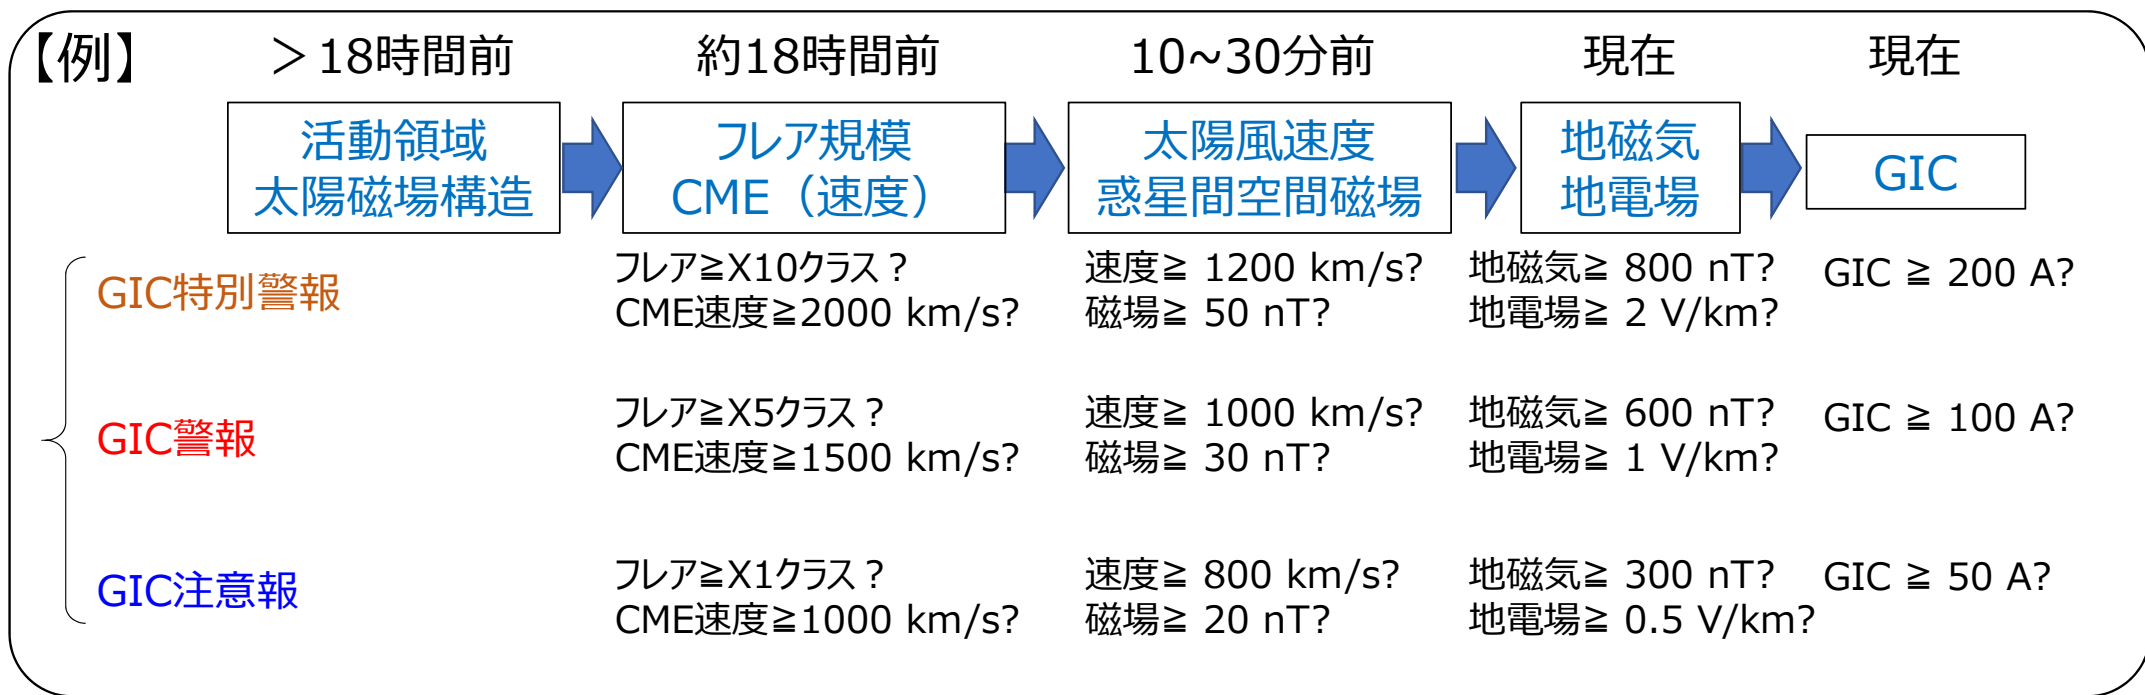 【例】 ＞18時間前 約18時間前 10~30分前 現在 現在
活動領域
太陽磁場構造
フレア規模
CME（速度）
太陽風速度
惑星間空間磁場
地磁気
地電場
GIC
GIC特別警報
フレア≧X10クラス？
CME速度≧2000 km/s?
速度≧ 1200 km/s?
磁場≧ 50 nT?
地磁気≧ 800 nT?
地電場≧ 2 V/km?
GIC ≧ 200 A?
GIC警報
フレア≧X5クラス？
CME速度≧1500 km/s?
速度≧ 1000 km/s?
磁場≧ 30 nT?
地磁気≧ 600 nT?
地電場≧ 1 V/km?
GIC ≧ 100 A?
GIC注意報
フレア≧X1クラス？
CME速度≧1000 km/s?
速度≧ 800 km/s?
磁場≧ 20 nT?
地磁気≧ 300 nT?
地電場≧ 0.5 V/km?
GIC ≧ 50 A?